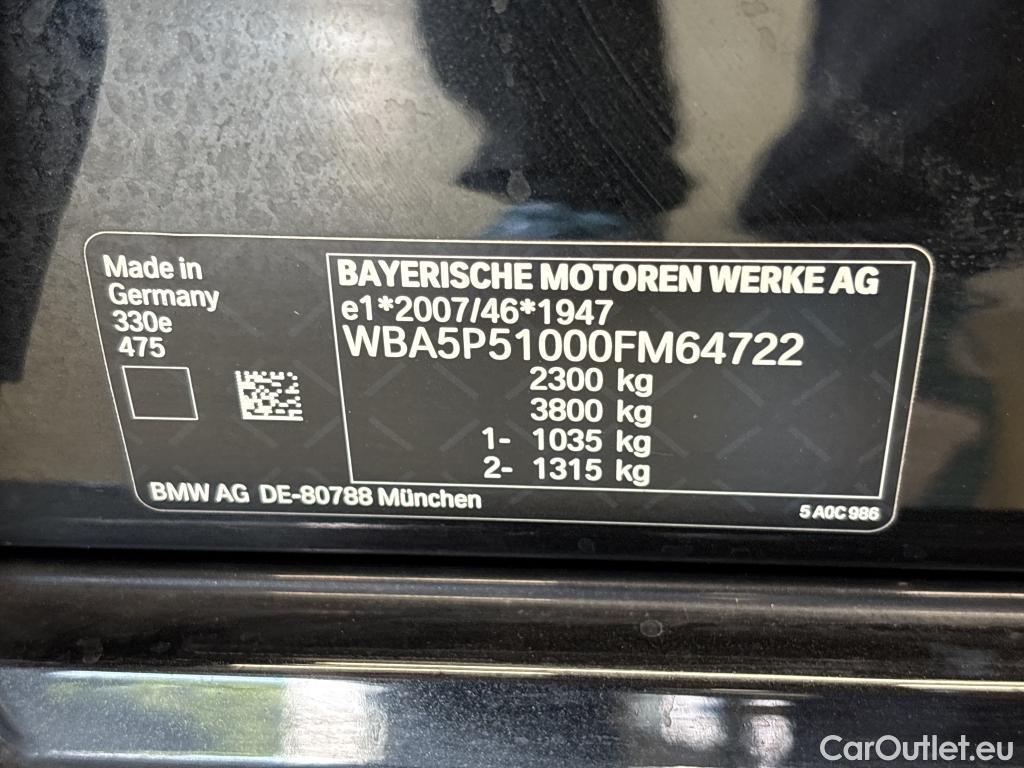 Made in
Germany
330e
475
BAYERISCHE MOTOREN WERKE AG
e1*2007/46*1947
WBA5P51000FM64722
2300 kg
3800 kg
1- 1035 kg
2- 1315 kg
BMW AG DE-80788 München
5 A0C 986
CarOutlet.eu